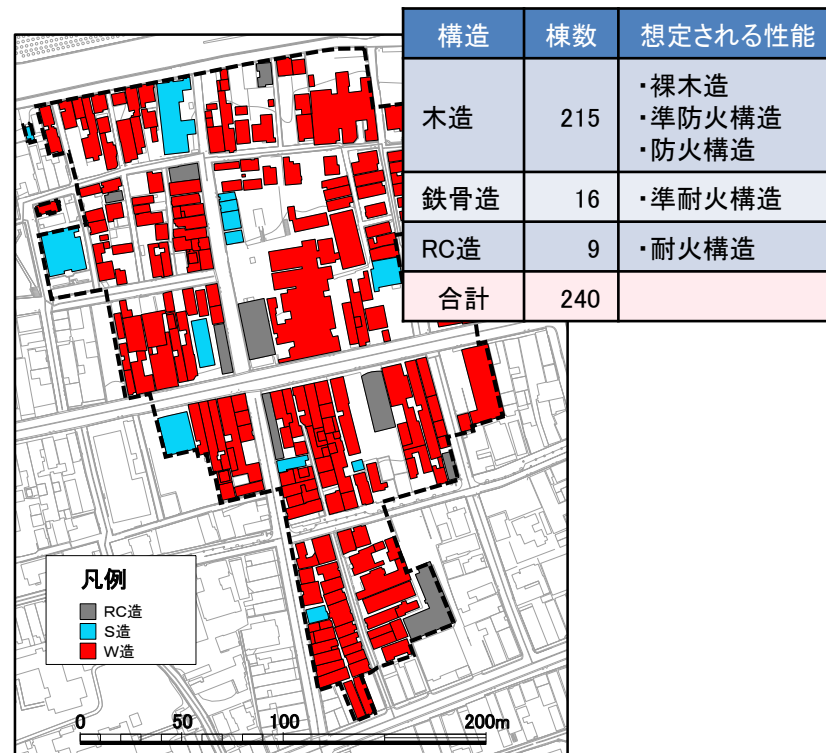 構造 棟数 想定される性能
木造 215 ・裸木造
・準防火構造
・防火構造
鉄骨造 16 ・準耐火構造
RC造 9 ・耐火構造
合計 240
凡例
RC造
S造
W造
0 50 100 200m